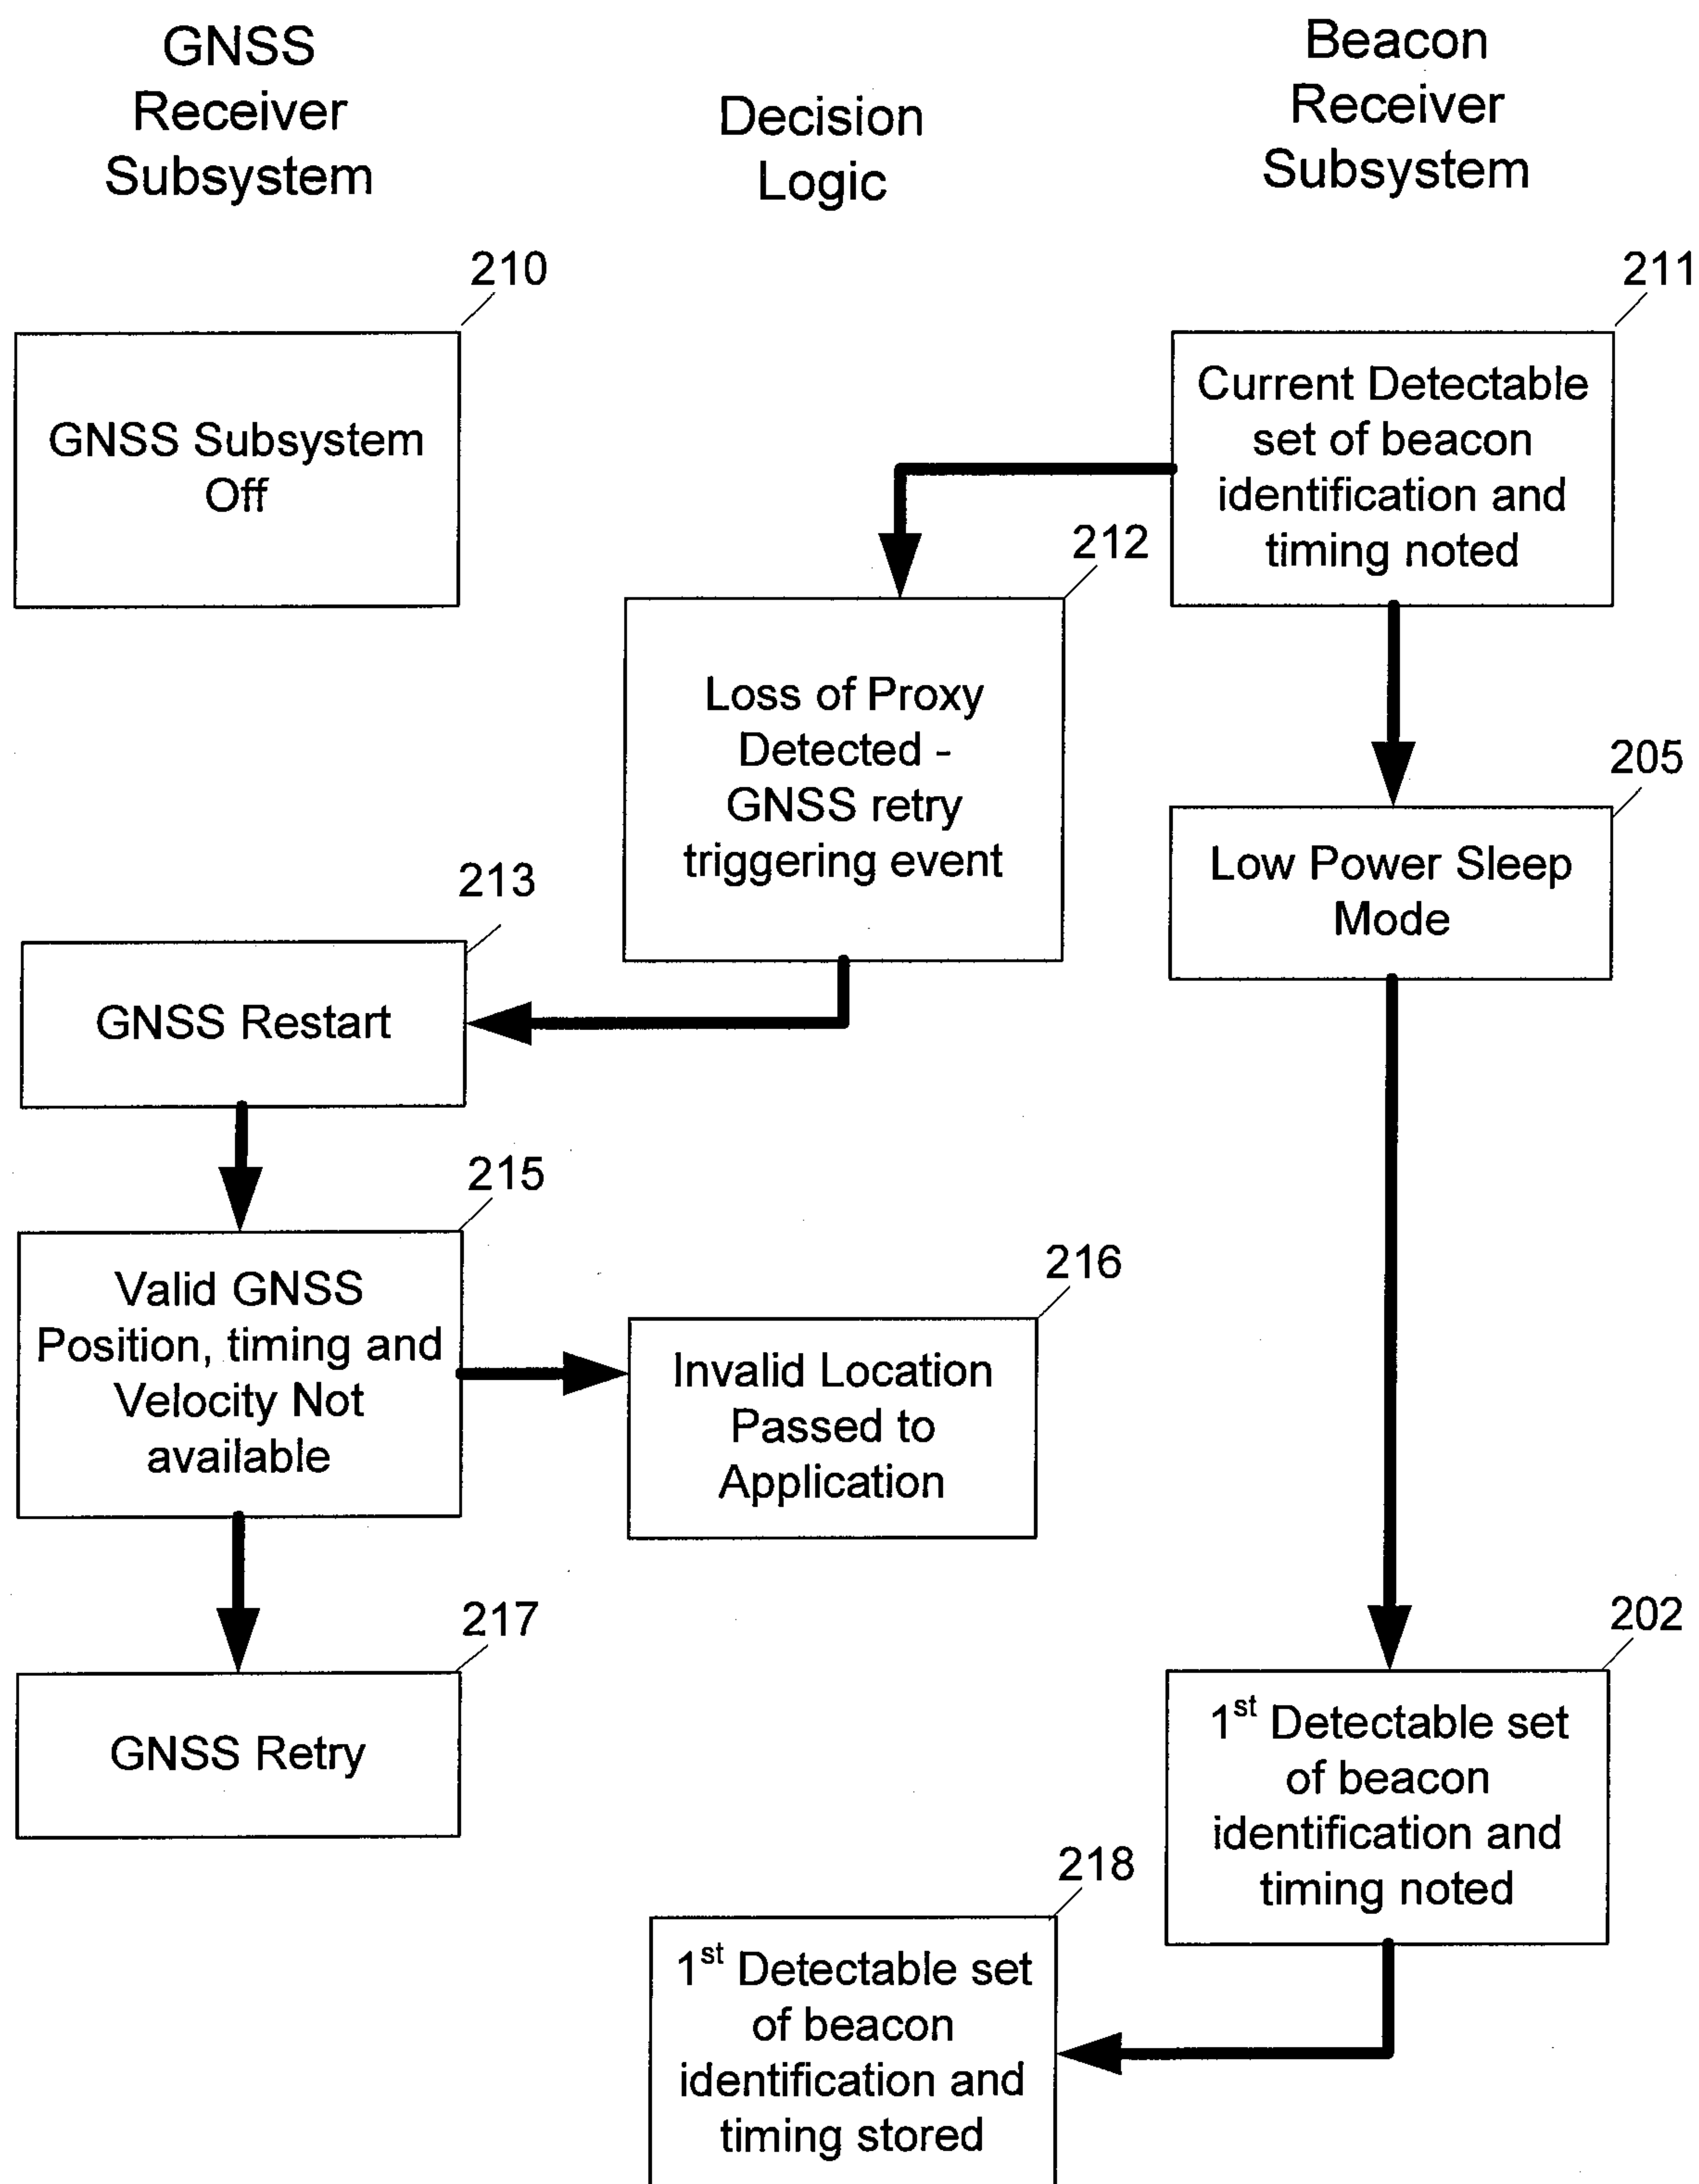 GNSS
Receiver
Subsystem
Decision
Logic
Beacon
Receiver
Subsystem
210
GNSS Subsystem
Off
211
Current Detectable
set of beacon
identification and
timing noted
212
Loss of Proxy
Detected -
GNSS retry
triggering event
205
Low Power Sleep
Mode
213
GNSS Restart
215
Valid GNSS
Position, timing and
Velocity Not
available
216
Invalid Location
Passed to
Application
217
GNSS Retry
202
1st Detectable set
of beacon
identification and
timing noted
218
1st Detectable set
of beacon
identification and
timing stored